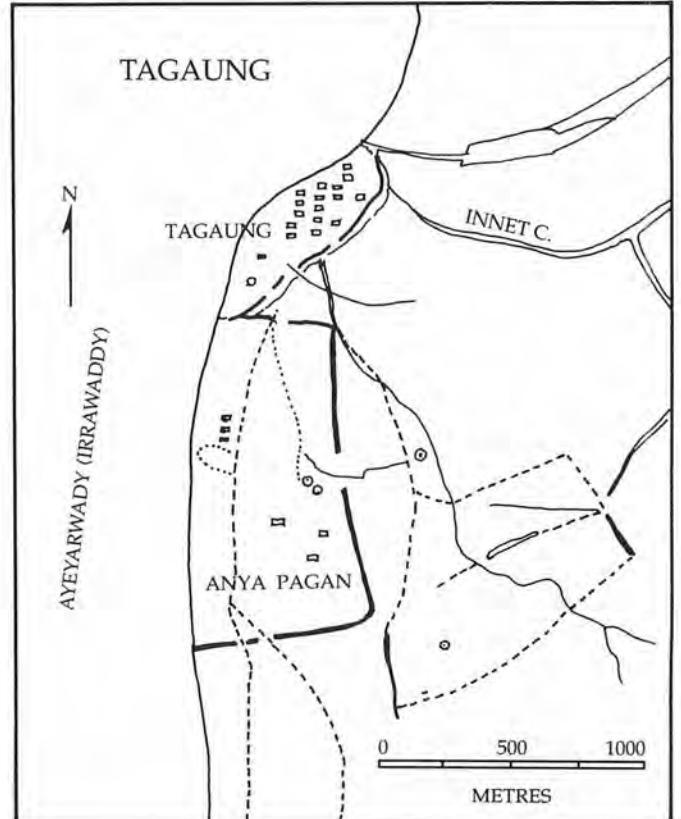 TAGAUNG
N
TAGAUNG
INNET C.
AYEYARWADY (IRRAWADDY)
ANYA PAGAN
0 500 1000
METRES